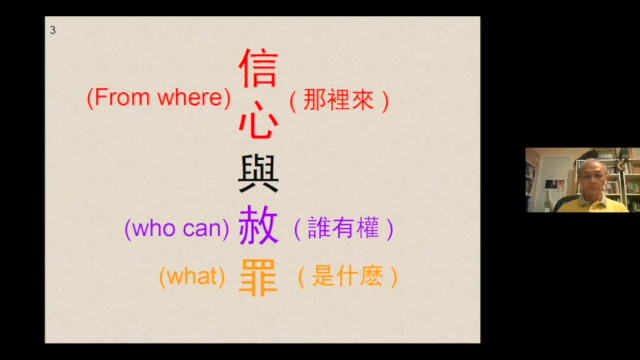 3
信
(From where) (那裡來)
心
與
(who can) 赦 (誰有權)
(what) 罪 (是什麽)